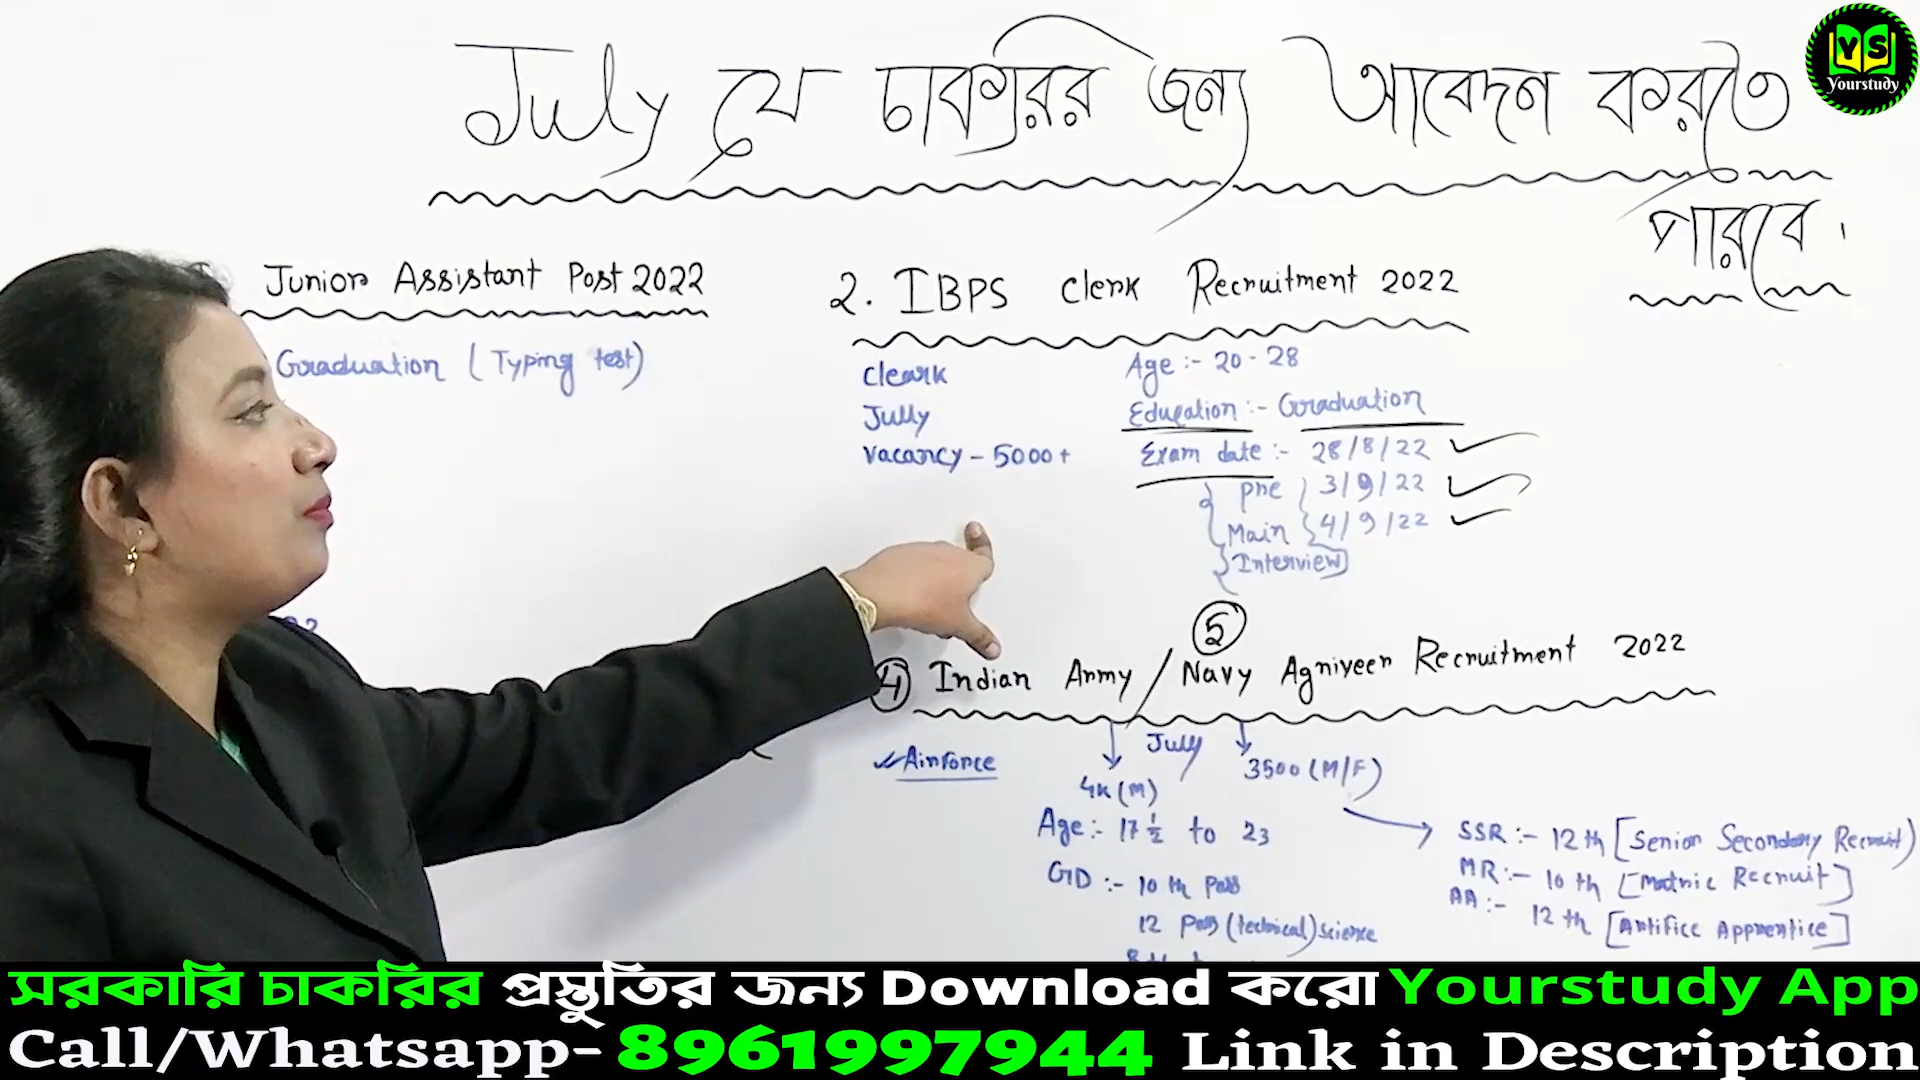 July যে চাকরির জন্য আবেদন করতে
পারবে।
YS
Yourstudy
Junior Assistant Post 2022
Graduation (Typing test)
2. IBPS Clerk Recruitment 2022
Clerk
Jully
Vacancy - 5000+
Age :- 20 - 28
Education :- Graduation
Exam date :- 28/8/22
pre 3/9/22
Main 4/9/22
Interview
4 Indian Army / 5 Navy Agniveer Recruitment 2022
Airforce
July
4k (M)
3500 (M/F)
Age :- 17 1/2 to 23
GD :- 10 th pass
12 pass (technical) science
SSR :- 12 th [Senior Secondary Recruit)
MR :- 10 th [Matric Recruit]
AA :- 12 th [Artifice Apprentice]
সরকারি চাকরির প্রস্তুতির জন্য Download করো Yourstudy App
Call/Whatsapp- 8961997944 Link in Description